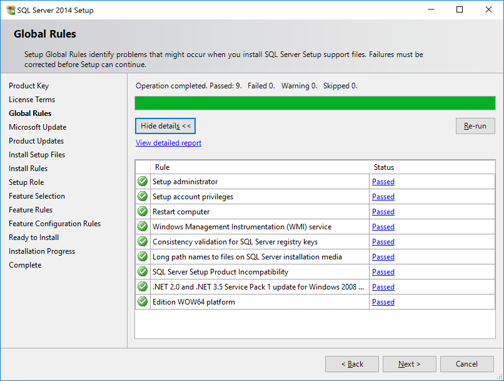 SQL Server 2014 Setup
Global Rules
Setup Global Rules identify problems that might occur when you install SQL Server Setup support files. Failures must be
corrected before Setup can continue.
Product Key
License Terms
Global Rules
Microsoft Update
Product Updates
Install Setup Files
Install Rules
Setup Role
Feature Selection
Feature Rules
Feature Configuration Rules
Ready to Install
Installation Progress
Complete
Operation completed. Passed: 9. Failed 0. Warning 0. Skipped 0.
Hide details <<
Re-run
View detailed report
Rule Status
Setup administrator Passed
Setup account privileges Passed
Restart computer Passed
Windows Management Instrumentation (WMI) service Passed
Consistency validation for SQL Server registry keys Passed
Long path names to files on SQL Server installation media Passed
SQL Server Setup Product Incompatibility Passed
.NET 2.0 and .NET 3.5 Service Pack 1 update for Windows 2008 ... Passed
Edition WOW64 platform Passed
< Back
Next >
Cancel